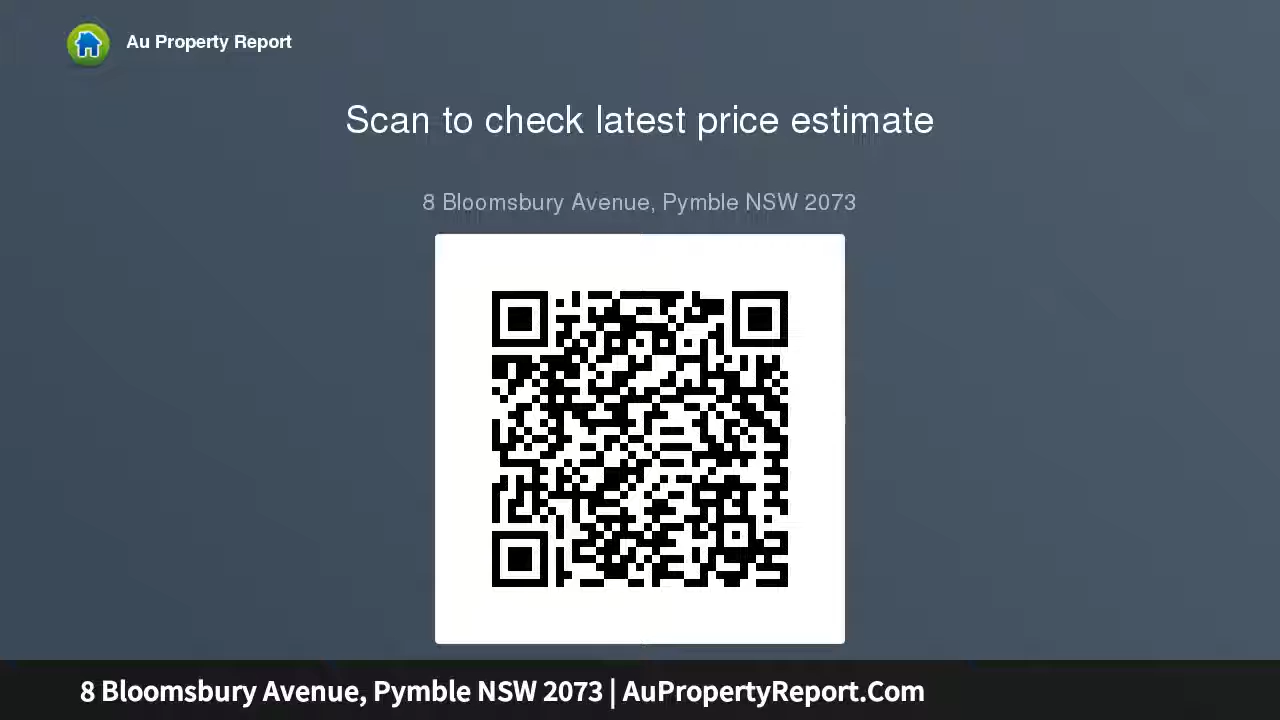 Au Property Report
Scan to check latest price estimate
8 Bloomsbury Avenue, Pymble NSW 2073
8 Bloomsbury Avenue, Pymble NSW 2073 | AuPropertyReport.Com